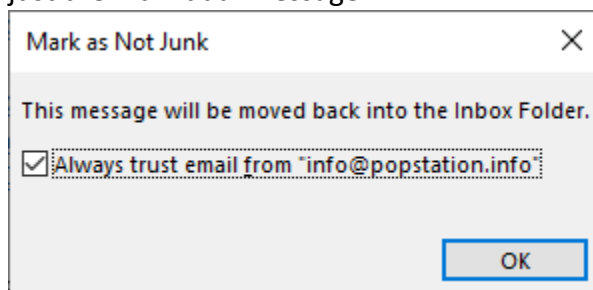 Mark as Not Junk
This message will be moved back into the Inbox Folder.
Always trust email from "info@popstation.info"
OK